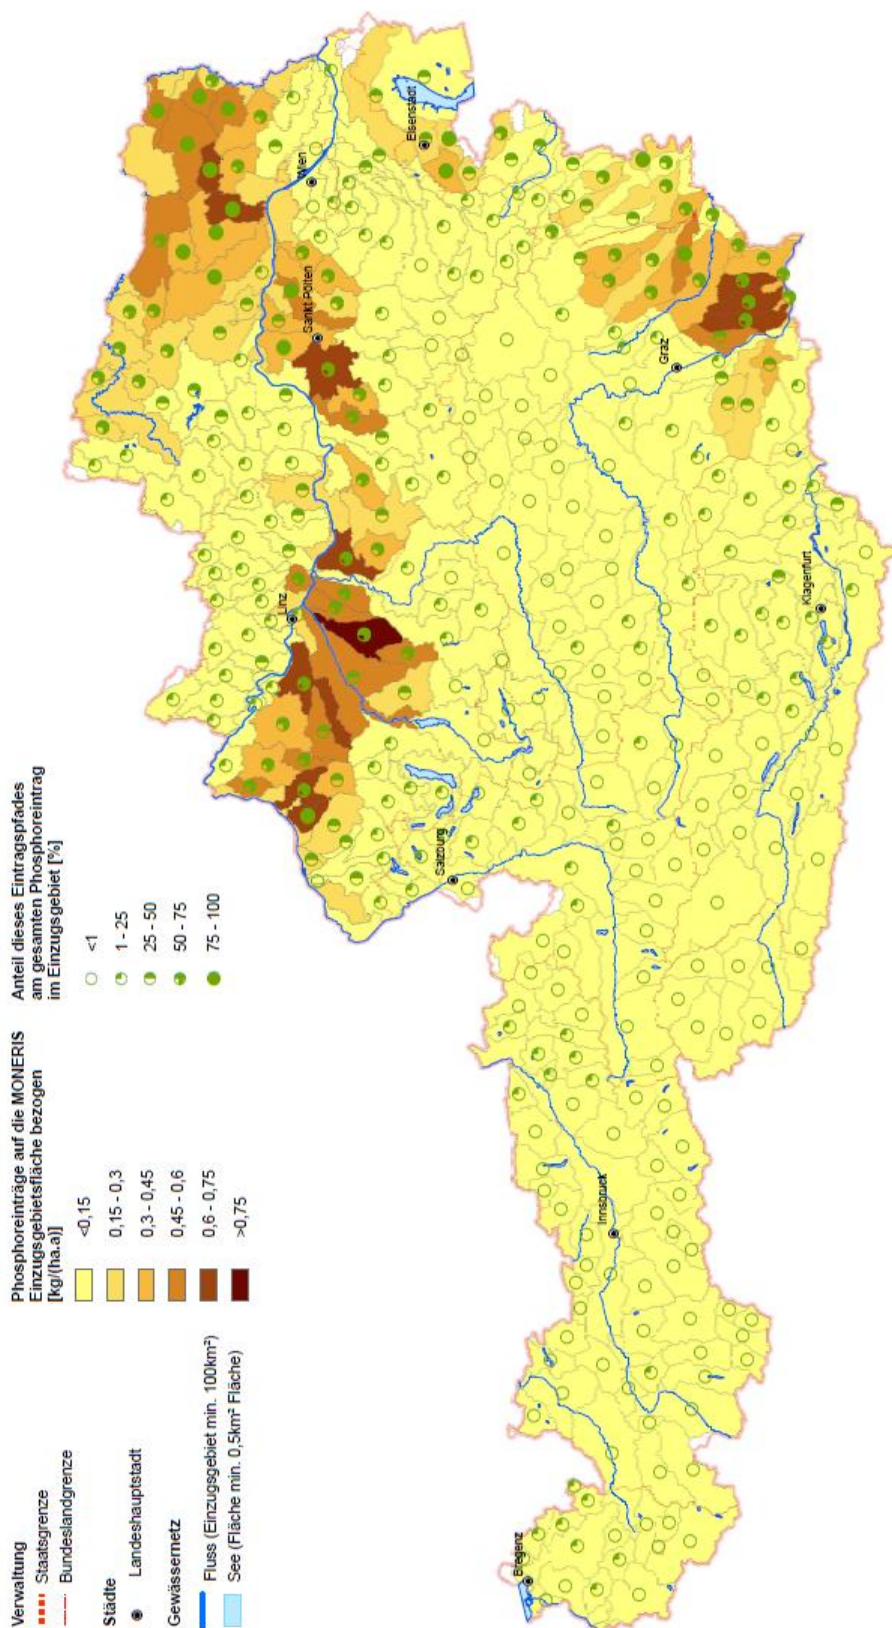 Verwaltung
Staatsgrenze
Bundeslandgrenze
Städte
Landeshauptstadt
Gewässernetz
Fluss (Einzugsgebiet min. 100km²)
See (Fläche min. 0,5km² Fläche)
Phosphoreinträge auf die MONERIS
Einzugsgebietsfläche bezogen
[kg/(ha.a)]
<0,15
0,15 - 0,3
0,3 - 0,45
0,45 - 0,6
0,6 - 0,75
>0,75
Anteil dieses Eintragspfades
am gesamten Phosphoreintrag
im Einzugsgebiet [%]
<1
1 - 25
25 - 50
50 - 75
75 - 100
Bregenz
Innsbruck
Salzburg
Linz
Klagenfurt
Sankt Pölten
Graz
Wien
Eisenstadt